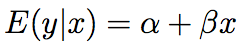 E(y|x) = α + βx